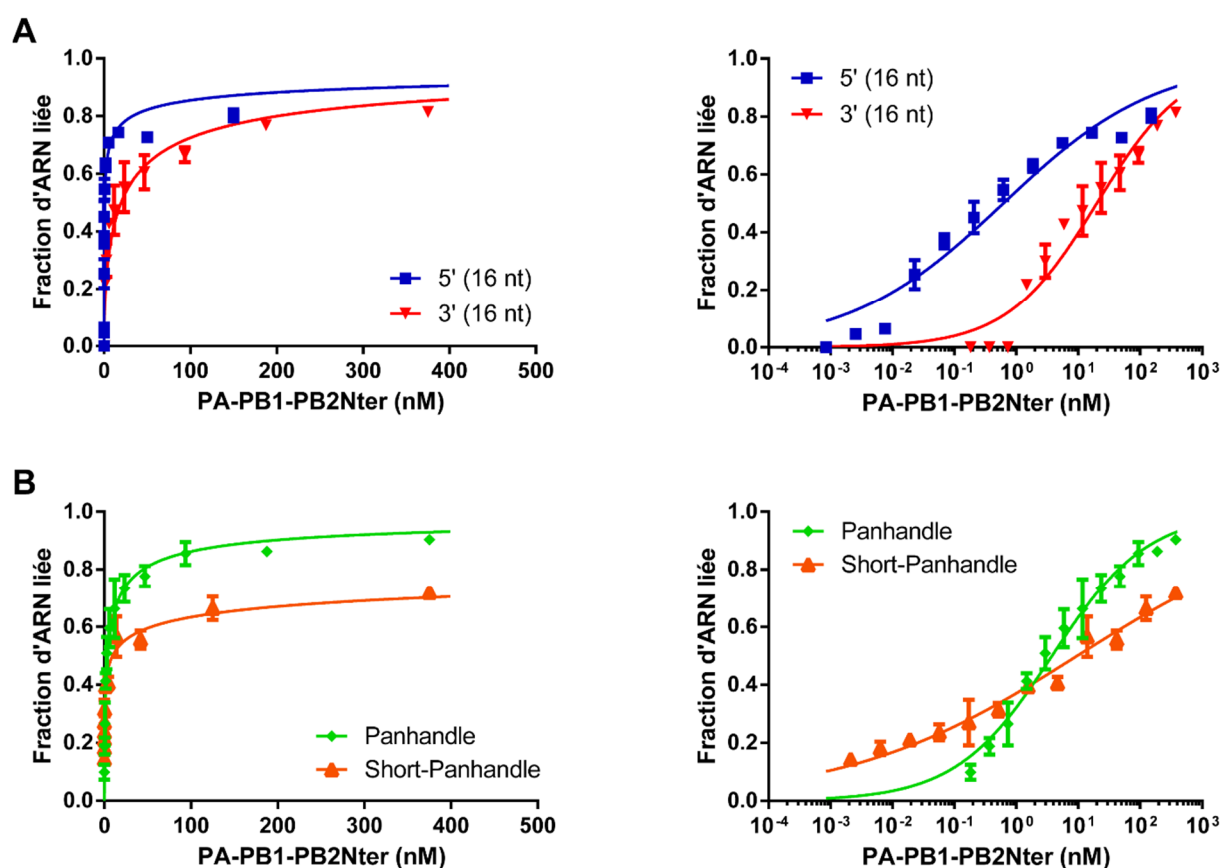 A
Fraction d'ARN liée
1.0
0.8
0.6
0.4
0.2
0.0
5' (16 nt)
3' (16 nt)
0 100 200 300 400 500
PA-PB1-PB2Nter (nM)
Fraction d'ARN liée
1.0
0.8
0.6
0.4
0.2
0.0
5' (16 nt)
3' (16 nt)
10⁻⁴ 10⁻³ 10⁻² 10⁻¹ 10⁰ 10¹ 10² 10³
PA-PB1-PB2Nter (nM)
B
Fraction d'ARN liée
1.0
0.8
0.6
0.4
0.2
0.0
Panhandle
Short-Panhandle
0 100 200 300 400 500
PA-PB1-PB2Nter (nM)
Fraction d'ARN liée
1.0
0.8
0.6
0.4
0.2
0.0
Panhandle
Short-Panhandle
10⁻⁴ 10⁻³ 10⁻² 10⁻¹ 10⁰ 10¹ 10² 10³
PA-PB1-PB2Nter (nM)